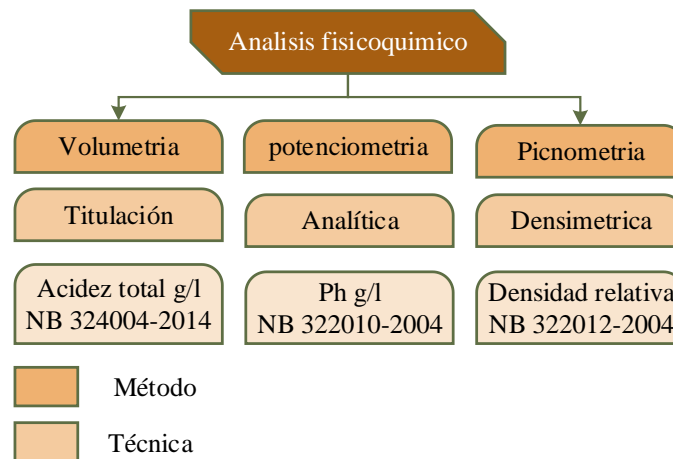 Analisis fisicoquimico
Volumetria
potenciometria
Picnometria
Titulación
Analítica
Densimetrica
Acidez total g/l
NB 324004-2014
Ph g/l
NB 322010-2004
Densidad relativa
NB 322012-2004
Método
Técnica